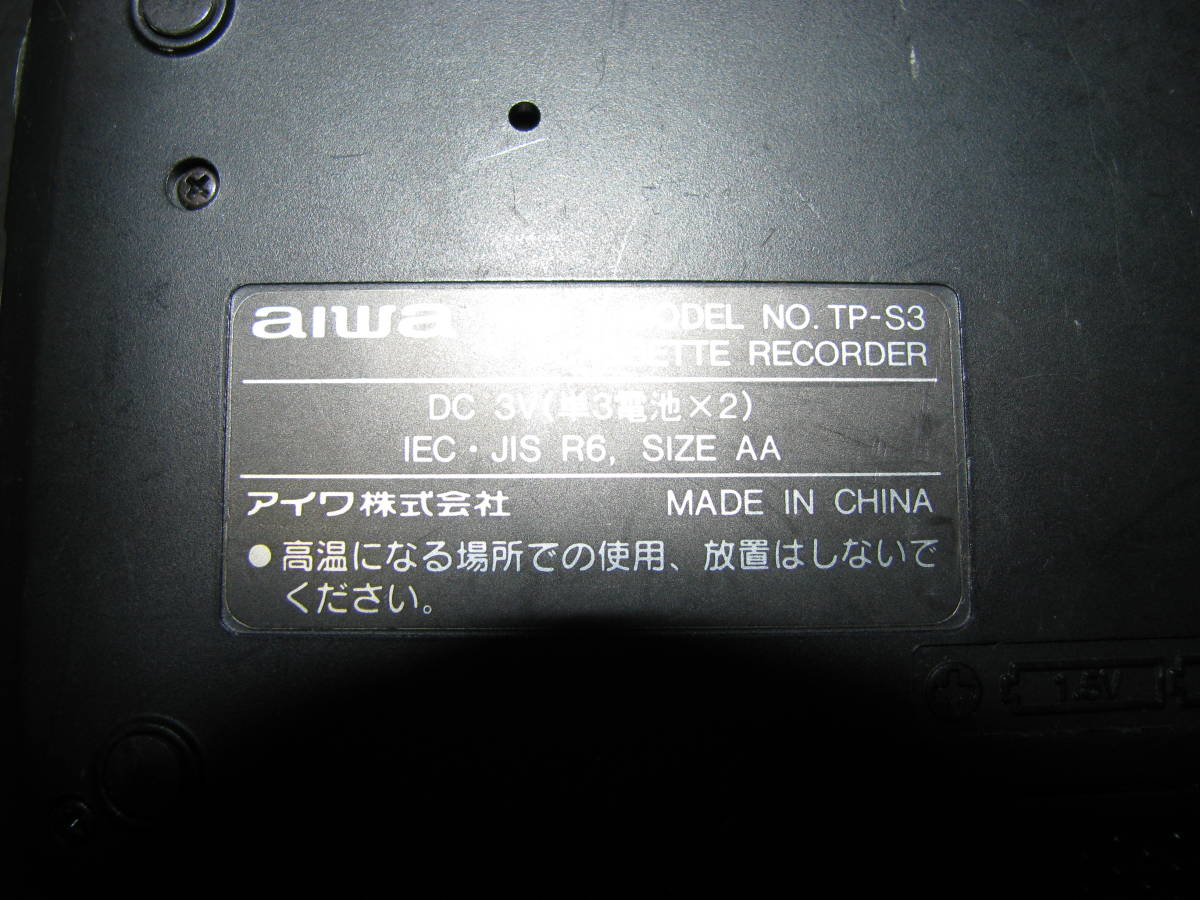 aiwa MODEL NO. TP-S3
RECORDER
DC 3V(単3電池×2)
IEC・JIS R6, SIZE AA
アイワ株式会社 MADE IN CHINA
●高温になる場所での使用、放置はしないで
ください。
1.5V